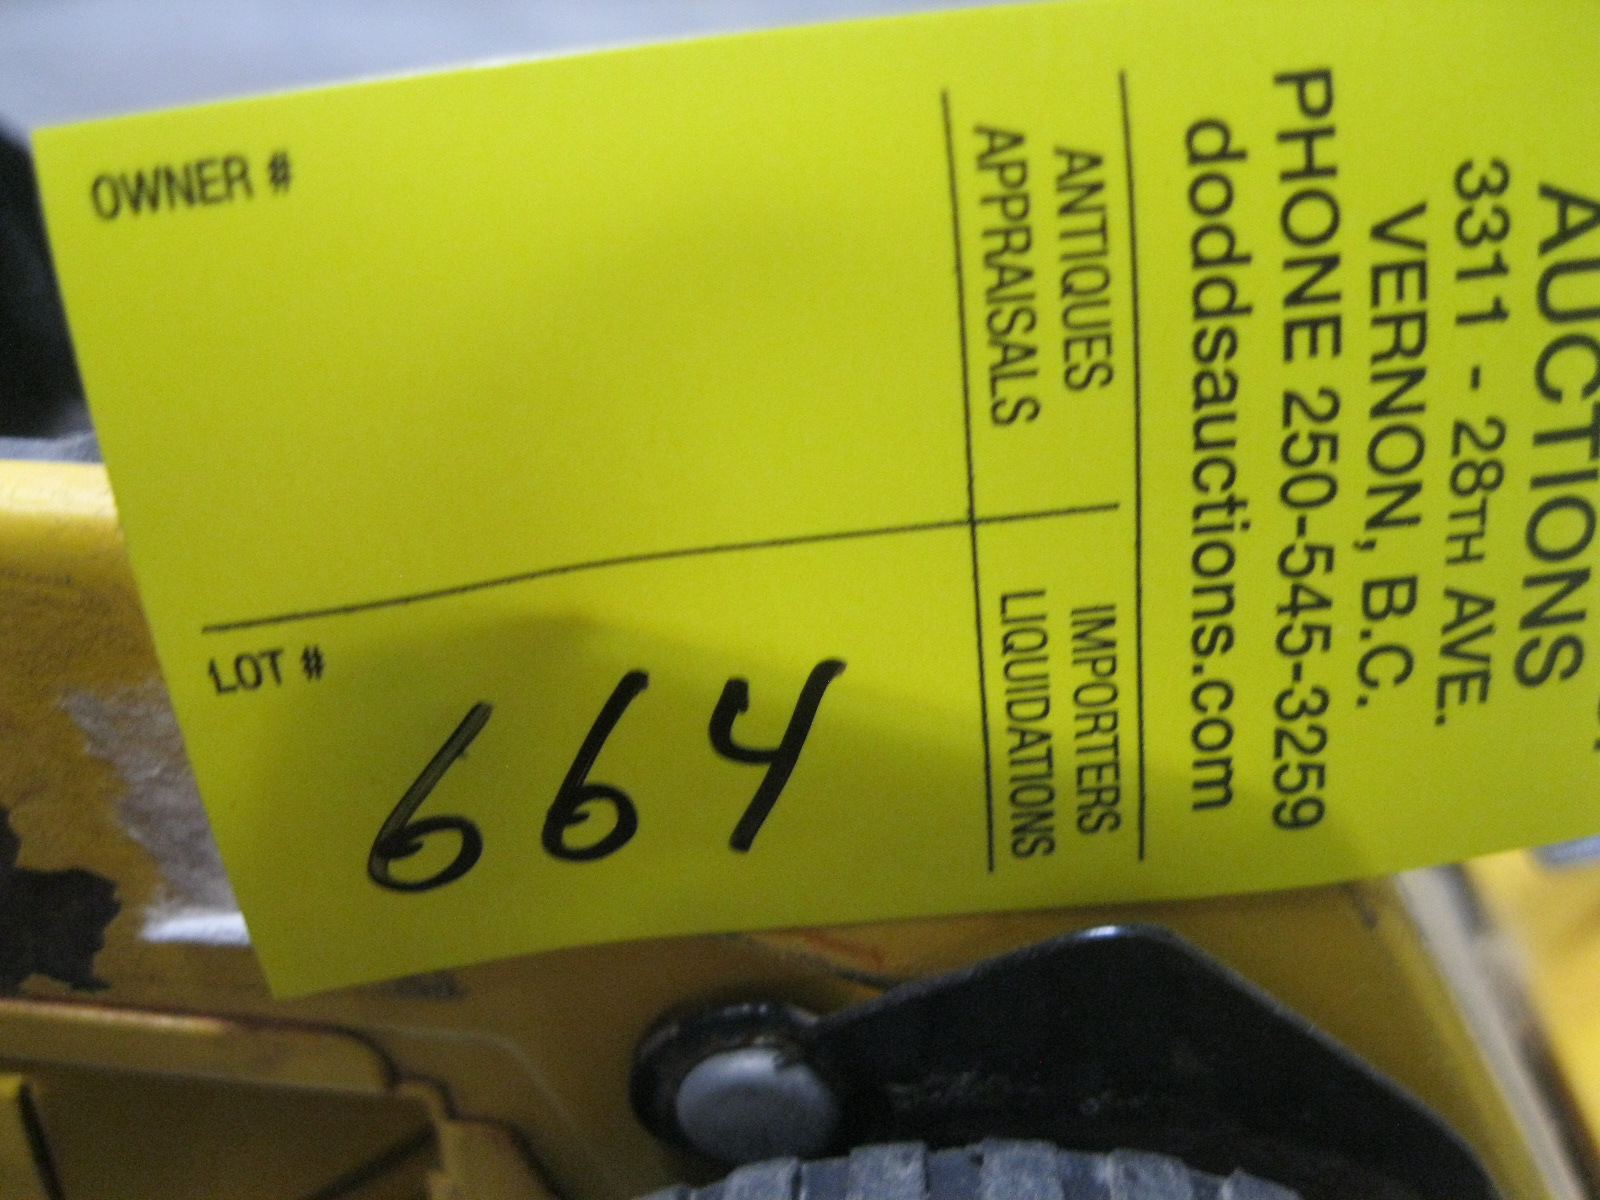 AUCTIONS
3311 - 28TH AVE.
VERNON, B.C.
PHONE 250-545-3259
doddsauctions.com
ANTIQUES IMPORTERS
APPRAISALS LIQUIDATIONS
OWNER #
LOT # 664